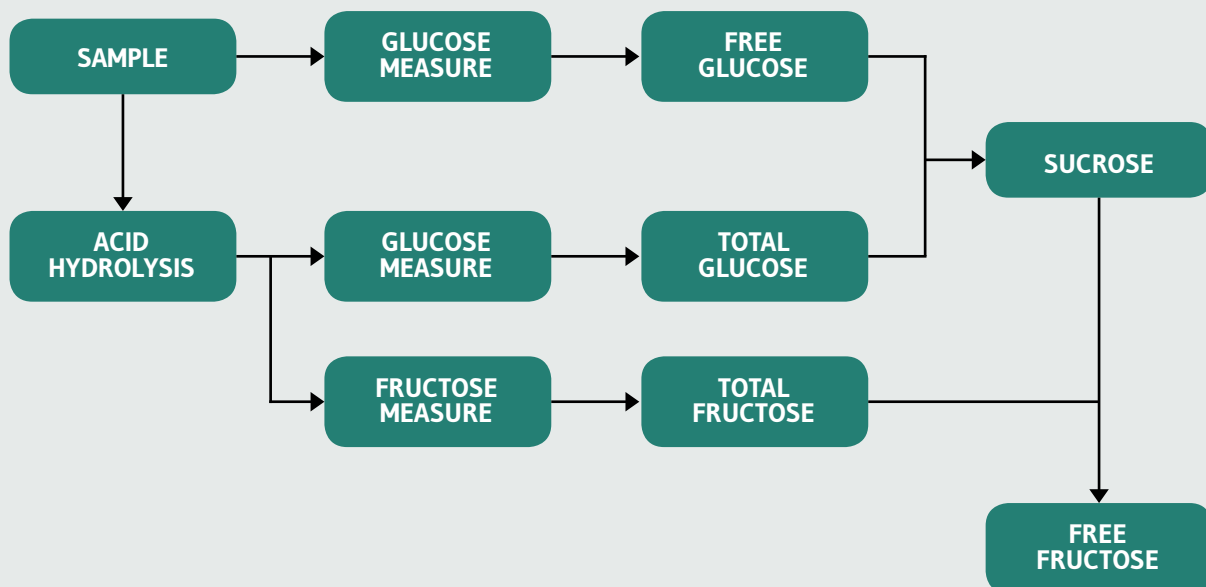 SAMPLE
GLUCOSE
MEASURE
FREE
GLUCOSE
SUCROSE
ACID
HYDROLYSIS
GLUCOSE
MEASURE
TOTAL
GLUCOSE
FRUCTOSE
MEASURE
TOTAL
FRUCTOSE
FREE
FRUCTOSE